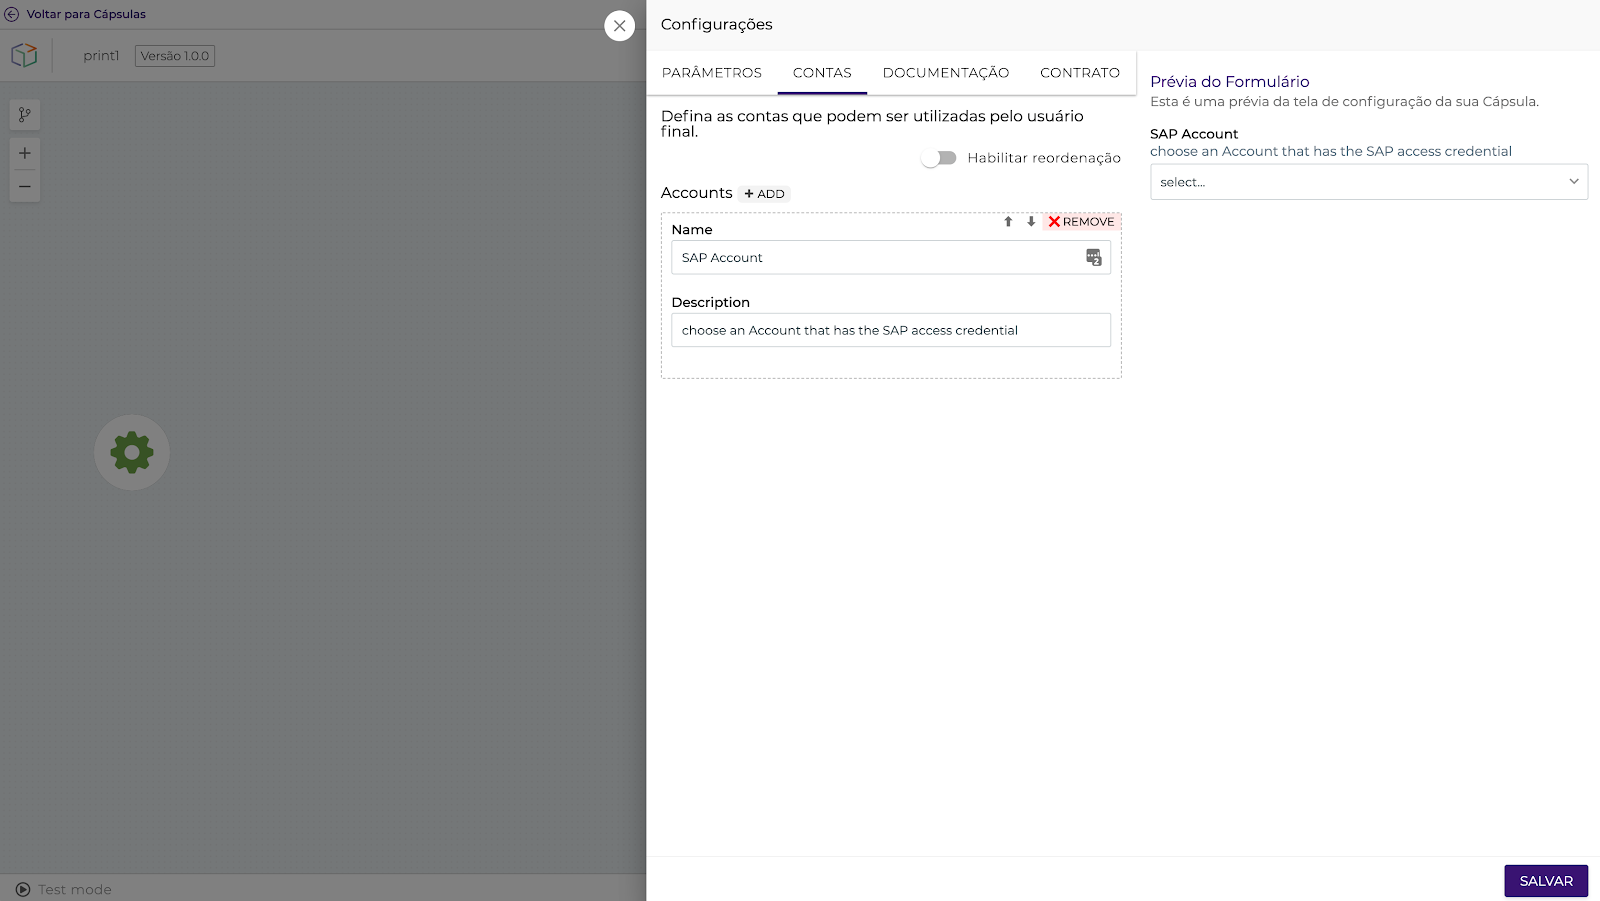 Voltar para Cápsulas
print1
Versão 1.0.0
Configurações
PARÂMETROS
CONTAS
DOCUMENTAÇÃO
CONTRATO
Defina as contas que podem ser utilizadas pelo usuário
final.
Habilitar reordenação
Accounts
+ ADD
REMOVE
Name
SAP Account
2
Description
choose an Account that has the SAP access credential
Prévia do Formulário
Esta é uma prévia da tela de configuração da sua Cápsula.
SAP Account
choose an Account that has the SAP access credential
select...
Test mode
SALVAR